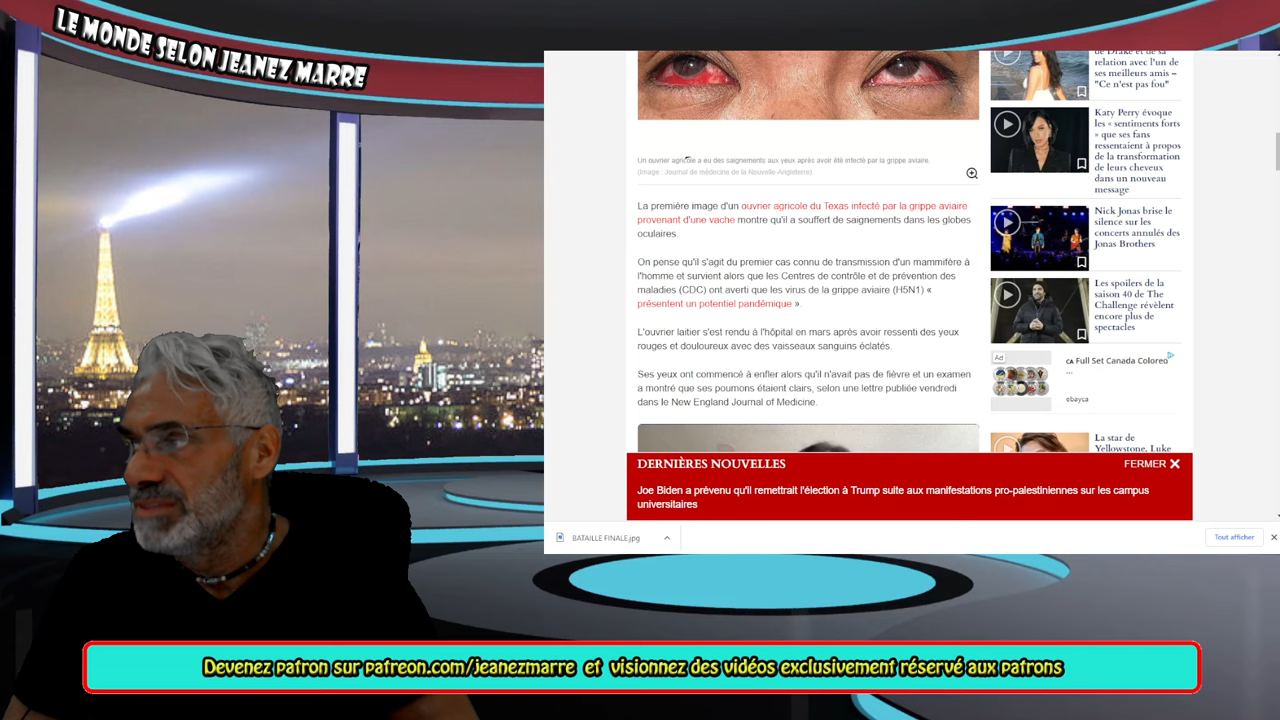 LE MONDE SELON JEANEZ MARRE
Un ouvrier agricole a eu des saignements aux yeux après avoir été infecté par la grippe aviaire.
(Image : Journal de médecine de la Nouvelle-Angleterre)
La première image d'un ouvrier agricole du Texas infecté par la grippe aviaire
provenant d'une vache montre qu'il a souffert de saignements dans les globes
oculaires.
On pense qu'il s'agit du premier cas connu de transmission d'un mammifère à
l'homme et survient alors que les Centres de contrôle et de prévention des
maladies (CDC) ont averti que les virus de la grippe aviaire (H5N1) «
présentent un potentiel pandémique ».
L'ouvrier laitier s'est rendu à l'hôpital en mars après avoir ressenti des yeux
rouges et douloureux avec des vaisseaux sanguins éclatés.
Ses yeux ont commencé à enfler alors qu'il n'avait pas de fièvre et un examen
a montré que ses poumons étaient clairs, selon une lettre publiée vendredi
dans le New England Journal of Medicine.
de Drake et de sa
relation avec l'un de
ses meilleurs amis –
"Ce n'est pas fou"
Katy Perry évoque
les « sentiments forts
» que ses fans
ressentaient à propos
de la transformation
de leurs cheveux
dans un nouveau
message
Nick Jonas brise le
silence sur les
concerts annulés des
Jonas Brothers
Les spoilers de la
saison 40 de The
Challenge révèlent
encore plus de
spectacles
Ad
CA Full Set Canada Coloreo
...
ebayca
La star de
Yellowstone, Luke
DERNIÈRES NOUVELLES
FERMER
Joe Biden a prévenu qu'il remettrait l'élection à Trump suite aux manifestations pro-palestiniennes sur les campus
universitaires
BATAILLE FINALE.jpg
Tout afficher
Devenez patron sur patreon.com/jeanezmarre et visionnez des vidéos exclusivement réservé aux patrons